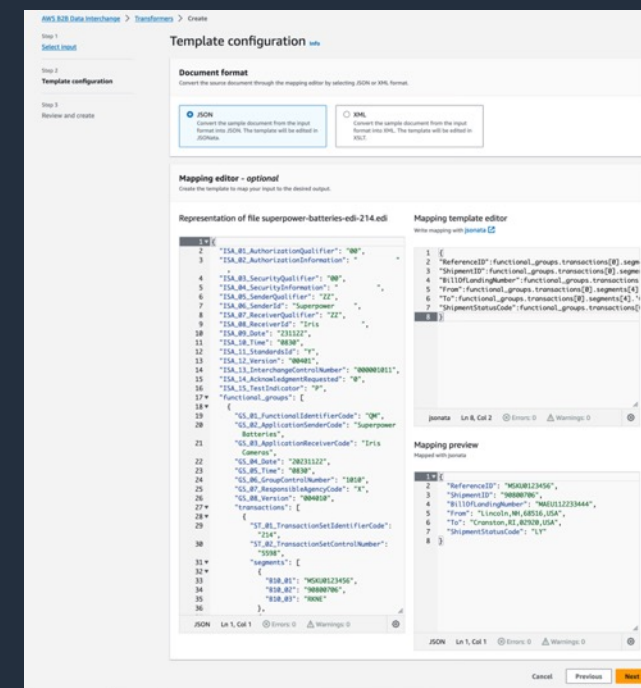 AWS B2B Data Interchange > Transformers > Create
Step 1
Select input
Step 2
Template configuration
Step 3
Review and create
Template configuration Info
Document format
Convert the source document through the mapping editor by selecting JSON or XML format.
JSON
Convert the sample document from the input
format into JSON. The template will be edited in
JSONata.
XML
Convert the sample document from the input
format into XML. The template will be edited in
XSLT.
Mapping editor - optional
Create the template to map your input to the desired output.
Representation of file superpower-batteries-edi-214.edi
1 {
2 "ISA_01_AuthorizationQualifier": "00",
3 "ISA_02_AuthorizationInformation": "          "
,
4 "ISA_03_SecurityQualifier": "00",
5 "ISA_04_SecurityInformation": "          ",
6 "ISA_05_SenderQualifier": "ZZ",
7 "ISA_06_SenderId": "Superpower     ",
8 "ISA_07_ReceiverQualifier": "ZZ",
9 "ISA_08_ReceiverId": "Iris           ",
10 "ISA_09_Date": "231122",
11 "ISA_10_Time": "0830",
12 "ISA_11_StandardsId": "Y",
13 "ISA_12_Version": "00401",
14 "ISA_13_InterchangeControlNumber": "000001011",
15 "ISA_14_AcknowledgmentRequested": "0",
16 "ISA_15_TestIndicator": "P",
17 "functional_groups": [
18 {
19 "GS_01_FunctionalIdentifierCode": "QM",
20 "GS_02_ApplicationSenderCode": "Superpower
Batteries",
21 "GS_03_ApplicationReceiverCode": "Iris
Cameras",
22 "GS_04_Date": "20231122",
23 "GS_05_Time": "0830",
24 "GS_06_GroupControlNumber": "1010",
25 "GS_07_ResponsibleAgencyCode": "X",
26 "GS_08_Version": "004010",
27 "transactions": [
28 {
29 "ST_01_TransactionSetIdentifierCode":
"214",
30 "ST_02_TransactionSetControlNumber":
"5598",
31 "segments": [
32 {
33 "B10_01": "MSKU0123456",
34 "B10_02": "90800706",
35 "B10_03": "RKNE"
36 },
JSON Ln 1, Col 1 Errors: 0 Warnings: 0
Mapping template editor
Write mapping with jsonata
1 {
2 "ReferenceID":functional_groups.transactions[0].segm
3 "ShipmentID":functional_groups.transactions[0].segme
4 "BillOfLandingNumber":functional_groups.transactions
5 "From":functional_groups.transactions[0].segments[4]
6 "To":functional_groups.transactions[0].segments[4].
7 "ShipmentStatusCode":functional_groups.transactions[
8 }
jsonata Ln 8, Col 2 Errors: 0 Warnings: 0
Mapping preview
Mapped with jsonata
1 {
2 "ReferenceID": "MSKU0123456",
3 "ShipmentID": "90800706",
4 "BillOfLandingNumber": "MAEU112233444",
5 "From": "Lincoln,NH,68516,USA",
6 "To": "Cranston,RI,02920,USA",
7 "ShipmentStatusCode": "LY"
8 }
JSON Ln 1, Col 1 Errors: 0 Warnings: 0
Cancel Previous Next